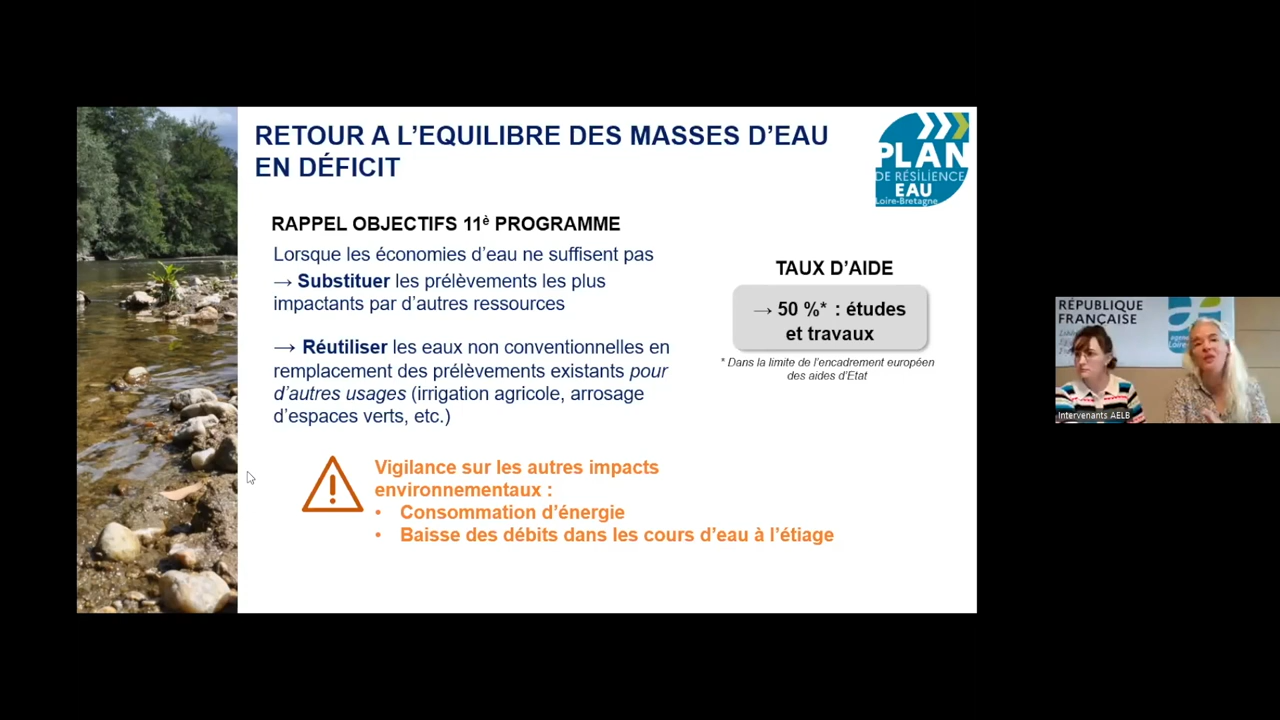 RETOUR A L'EQUILIBRE DES MASSES D'EAU
EN DÉFICIT
PLAN
DE RÉSILIENCE
EAU
Loire-Bretagne
RAPPEL OBJECTIFS 11è PROGRAMME
Lorsque les économies d'eau ne suffisent pas
→ Substituer les prélèvements les plus
impactants par d'autres ressources
→ Réutiliser les eaux non conventionnelles en
remplacement des prélèvements existants pour
d'autres usages (irrigation agricole, arrosage
d'espaces verts, etc.)
TAUX D'AIDE
→ 50 %* : études
et travaux
* Dans la limite de l'encadrement européen
des aides d'Etat
Vigilance sur les autres impacts
environnementaux :
• Consommation d'énergie
• Baisse des débits dans les cours d'eau à l'étiage
RÉPUBLIQUE
FRANÇAISE
Intervenants AELB